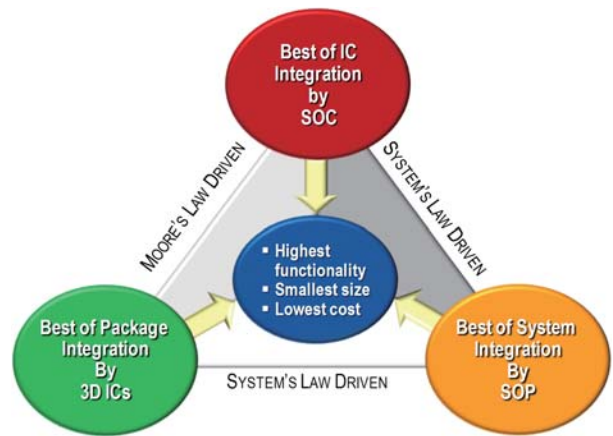 Best of IC
Integration
by
SOC
MOORE'S LAW DRIVEN
SYSTEM'S LAW DRIVEN
▪ Highest
functionality
▪ Smallest size
▪ Lowest cost
Best of Package
Integration
By
3D ICs
Best of System
Integration
By
SOP
SYSTEM'S LAW DRIVEN